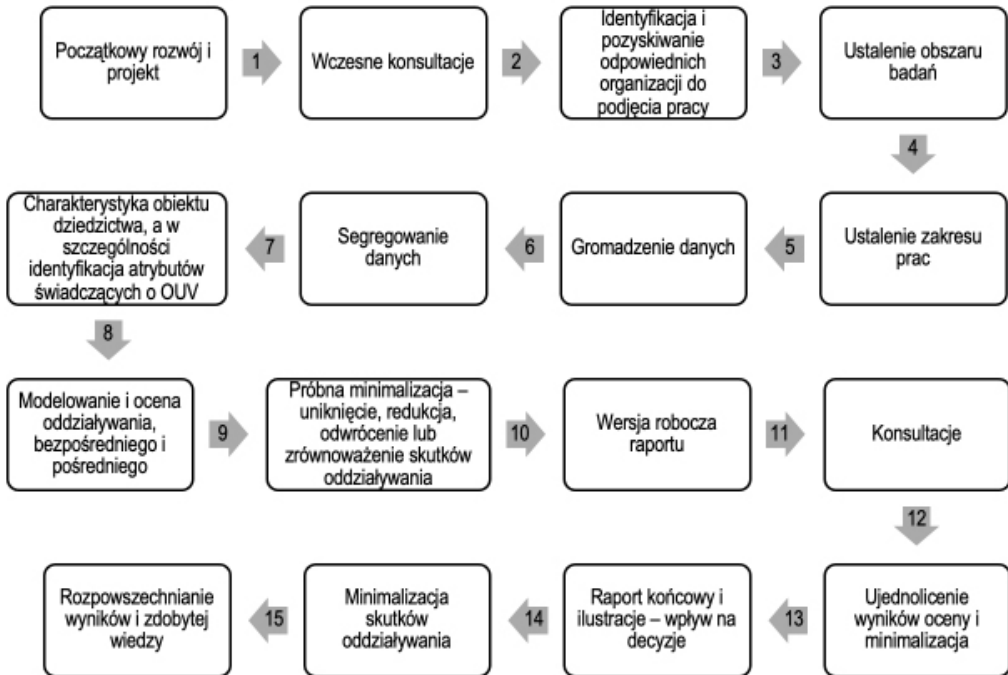 Początkowy rozwój i
projekt
1
Wczesne konsultacje
2
Identyfikacja i
pozyskiwanie
odpowiednich
organizacji do
podjęcia pracy
3
Ustalenie obszaru
badań
4
Ustalenie zakresu
prac
5
Gromadzenie danych
6
Segregowanie
danych
7
Charakterystyka obiektu
dziedzictwa, a w
szczególności
identyfikacja atrybutów
świadczących o OUV
8
Modelowanie i ocena
oddziaływania,
bezpośredniego i
pośredniego
9
Próbna minimalizacja –
uniknięcie, redukcja,
odwrócenie lub
zrównoważenie skutków
oddziaływania
10
Wersja robocza
raportu
11
Konsultacje
12
Ujednolicenie
wyników oceny i
minimalizacja
13
Raport końcowy i
ilustracje – wpływ na
decyzje
14
Minimalizacja
skutków
oddziaływania
15
Rozpowszechnianie
wyników i zdobytej
wiedzy